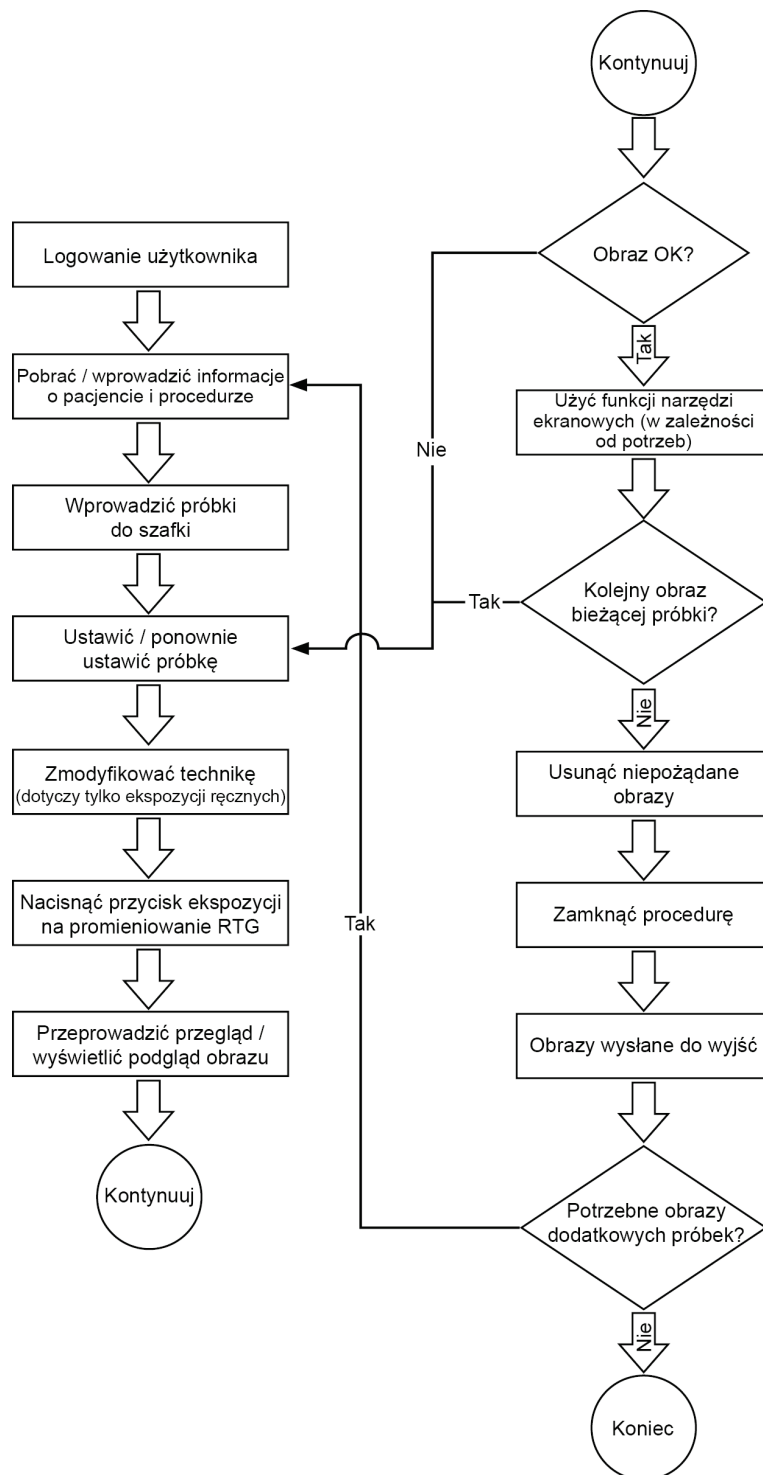 Logowanie użytkownika
Pobrać / wprowadzić informacje
o pacjencie i procedurze
Wprowadzić próbki
do szafki
Ustawić / ponownie
ustawić próbkę
Zmodyfikować technikę
(dotyczy tylko ekspozycji ręcznych)
Nacisnąć przycisk ekspozycji
na promieniowanie RTG
Przeprowadzić przegląd /
wyświetlić podgląd obrazu
Kontynuuj
Kontynuuj
Obraz OK?
Nie
Tak
Użyć funkcji narzędzi
ekranowych (w zależności
od potrzeb)
Kolejny obraz
bieżącej próbki?
Tak
Nie
Usunąć niepożądane
obrazy
Zamknąć procedurę
Obrazy wysłane do wyjść
Potrzebne obrazy
dodatkowych próbek?
Tak
Nie
Koniec